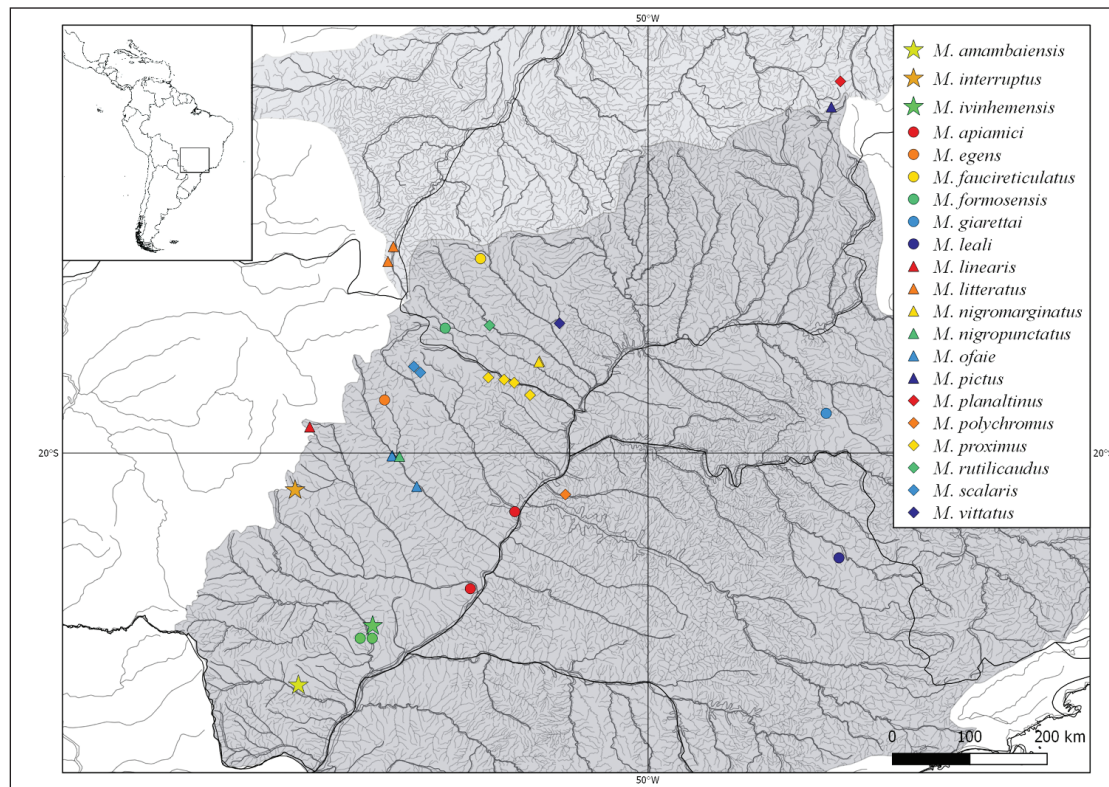 50°W
M. amambaiensis
M. interruptus
M. ivinhemensis
M. apiamici
M. egens
M. faucireticulatus
M. formosensis
M. giarettai
M. leali
M. linearis
M. litteratus
M. nigromarginatus
M. nigropunctatus
M. ofaie
M. pictus
M. planaltinus
M. polychromus
M. proximus
M. rutilicaudus
M. scalaris
M. vittatus
20°S
20°S
0 100 200 km
50°W